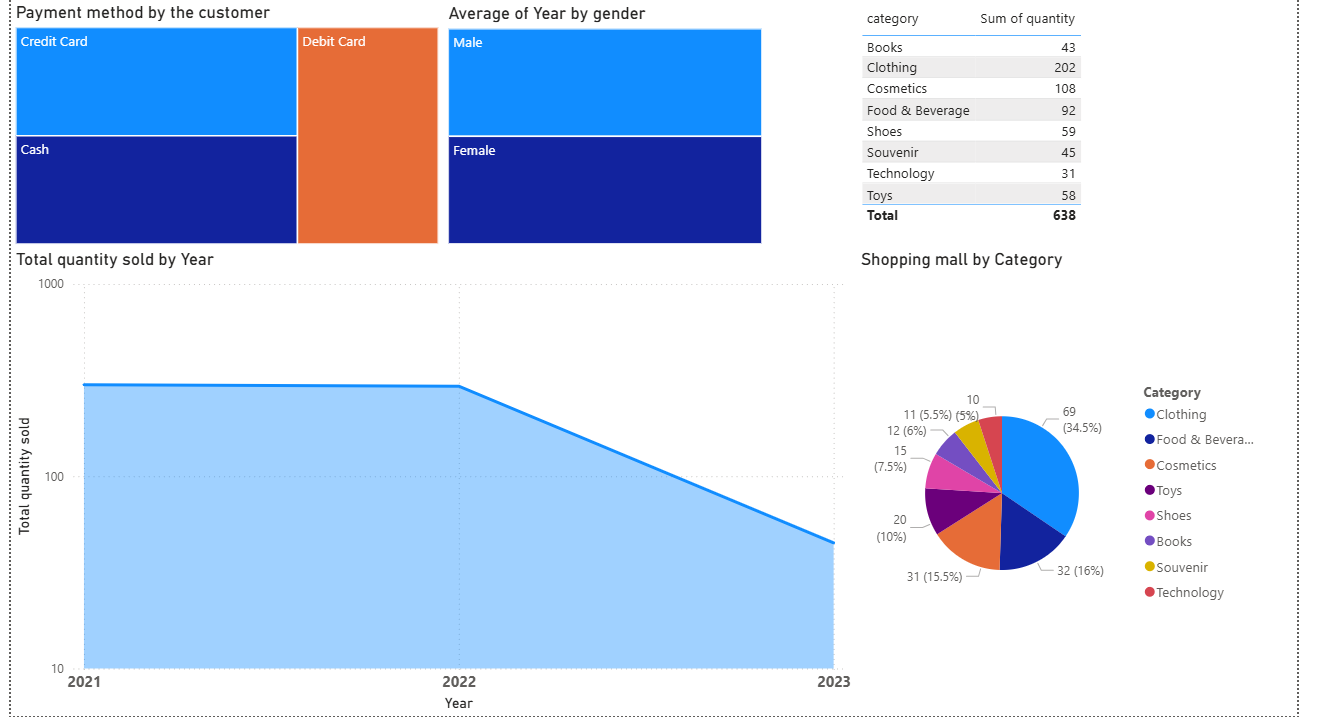 Payment method by the customer
Credit Card
Debit Card
Cash
Average of Year by gender
Male
Female
category Sum of quantity
Books 43
Clothing 202
Cosmetics 108
Food & Beverage 92
Shoes 59
Souvenir 45
Technology 31
Toys 58
Total 638
Total quantity sold by Year
1000
100
10
Total quantity sold
2021 2022 2023
Year
Shopping mall by Category
10
(5%)
11 (5.5%)
12 (6%)
15
(7.5%)
20
(10%)
31 (15.5%)
32 (16%)
69
(34.5%)
Category
Clothing
Food & Bevera...
Cosmetics
Toys
Shoes
Books
Souvenir
Technology